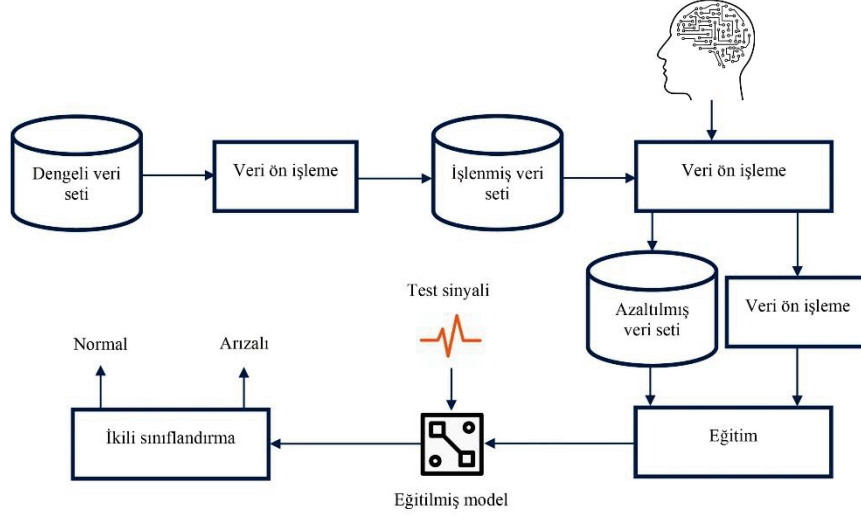 Dengeli veri
seti
Veri ön işleme
İşlenmiş veri
seti
Veri ön işleme
Azaltılmış
veri seti
Veri ön işleme
Test sinyali
Normal
Arızalı
İkili sınıflandırma
Eğitim
Eğitilmiş model